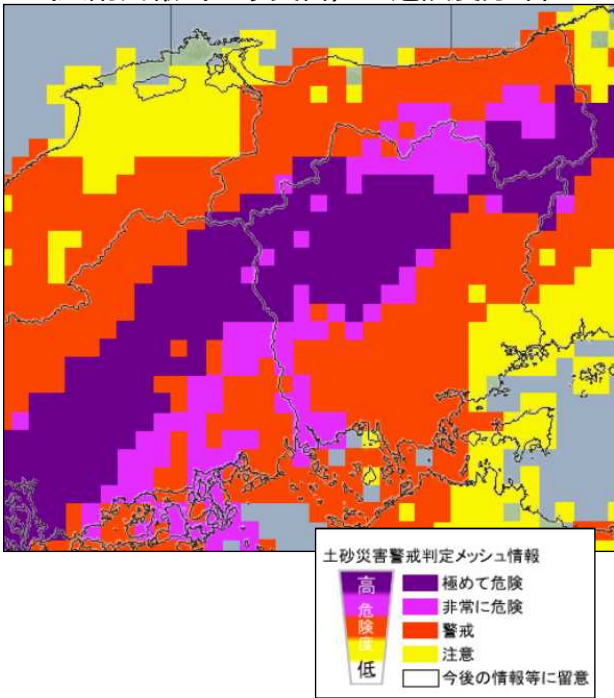 土砂災害警戒判定メッシュ情報
高
危険度
低
極めて危険
非常に危険
警戒
注意
今後の情報等に留意